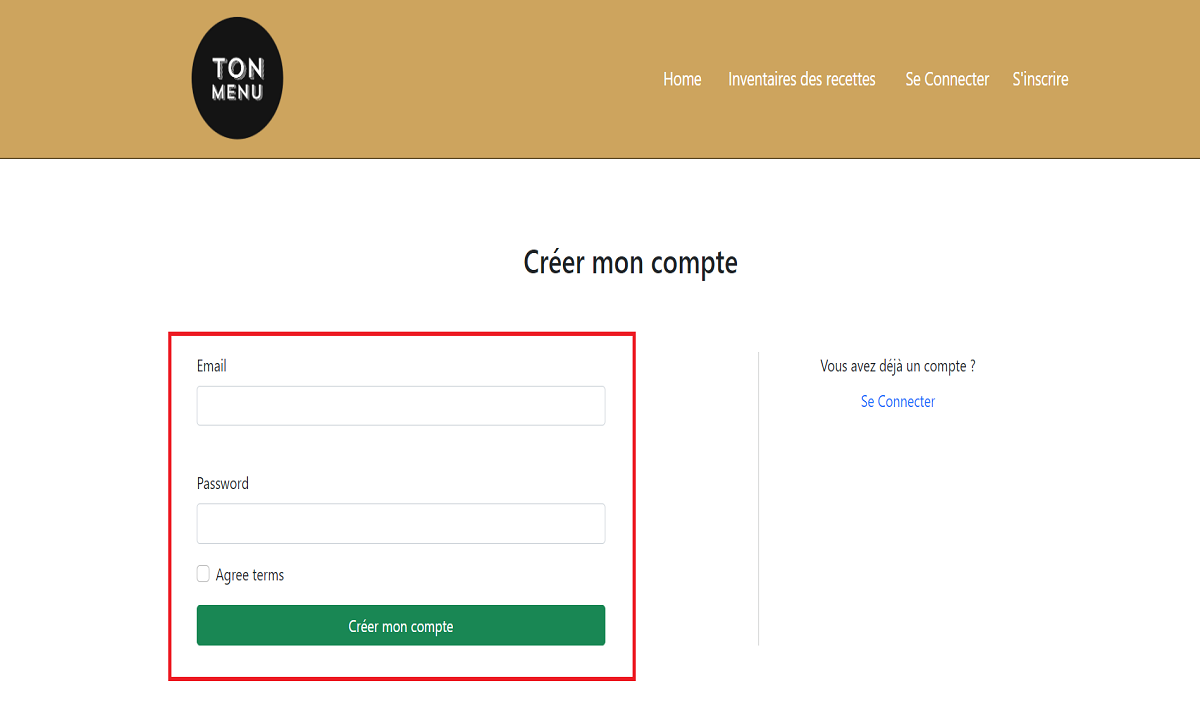 TON
MENU
Home Inventaires des recettes Se Connecter S'inscrire
Créer mon compte
Email
Password
Agree terms
Créer mon compte
Vous avez déjà un compte ?
Se Connecter